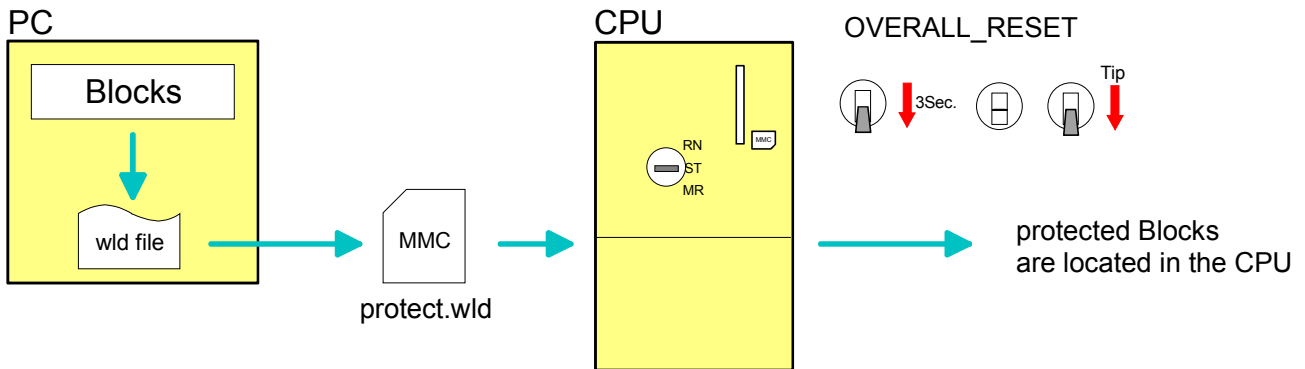 PC
Blocks
wld file
MMC
protect.wld
CPU
MMC
RN
ST
MR
OVERALL_RESET
3Sec.
Tip
protected Blocks
are located in the CPU